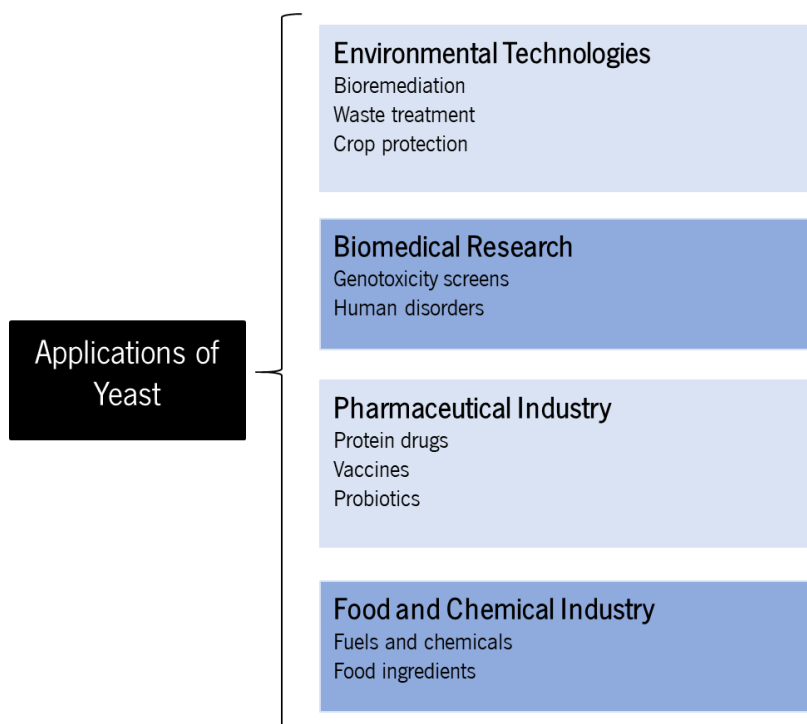 Applications of
Yeast
Environmental Technologies
Bioremediation
Waste treatment
Crop protection
Biomedical Research
Genotoxicity screens
Human disorders
Pharmaceutical Industry
Protein drugs
Vaccines
Probiotics
Food and Chemical Industry
Fuels and chemicals
Food ingredients